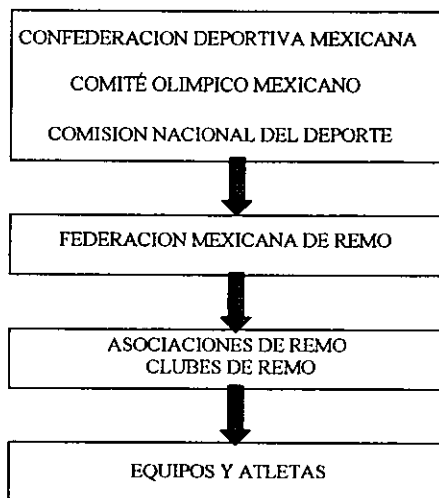 CONFEDERACION DEPORTIVA MEXICANA
COMITÉ OLIMPICO MEXICANO
COMISION NACIONAL DEL DEPORTE
FEDERACION MEXICANA DE REMO
ASOCIACIONES DE REMO
CLUBES DE REMO
EQUIPOS Y ATLETAS